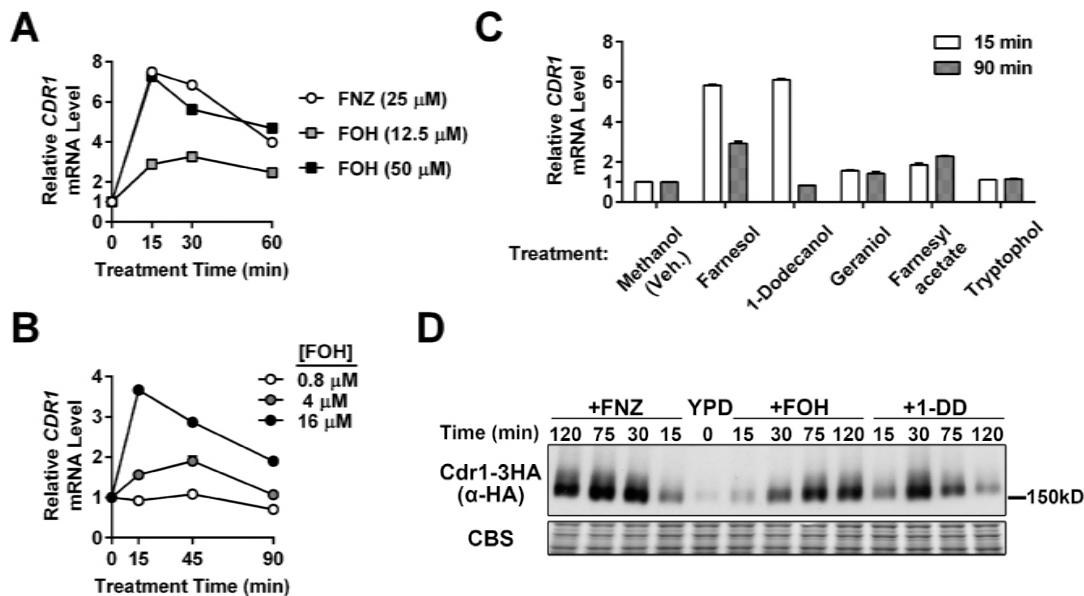 A
Relative CDR1
mRNA Level
8
6
4
2
1
0
0
15
30
60
Treatment Time (min)
FNZ (25 µM)
FOH (12.5 µM)
FOH (50 µM)
B
Relative CDR1
mRNA Level
4
3
2
1
0
0
15
45
90
Treatment Time (min)
[FOH]
0.8 µM
4 µM
16 µM
C
Relative CDR1
mRNA Level
8
6
4
2
1
0
15 min
90 min
Treatment:
Methanol
(Veh.)
Farnesol
1-Dodecanol
Geraniol
Farnesyl
acetate
Tryptophol
D
+FNZ YPD +FOH +1-DD
Time (min) 120 75 30 15 0 15 30 75 120 15 30 75 120
Cdr1-3HA
(α-HA)
150kD
CBS